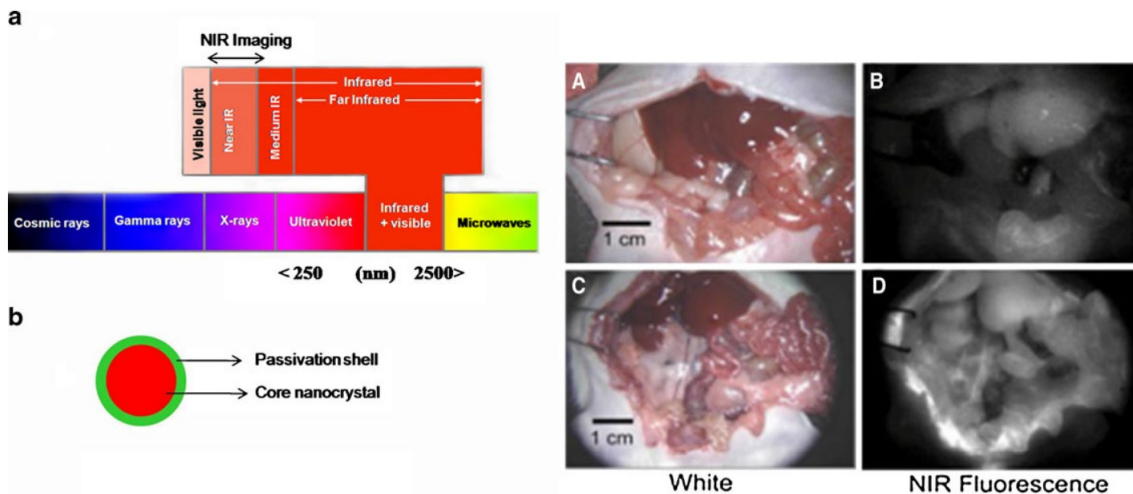 a
NIR Imaging
Infrared
Far Infrared
Visible light
Near IR
Medium IR
Cosmic rays
Gamma rays
X-rays
Ultraviolet
Infrared
+ visible
Microwaves
< 250 (nm) 2500>
b
Passivation shell
Core nanocrystal
A
1 cm
B
C
1 cm
D
White
NIR Fluorescence